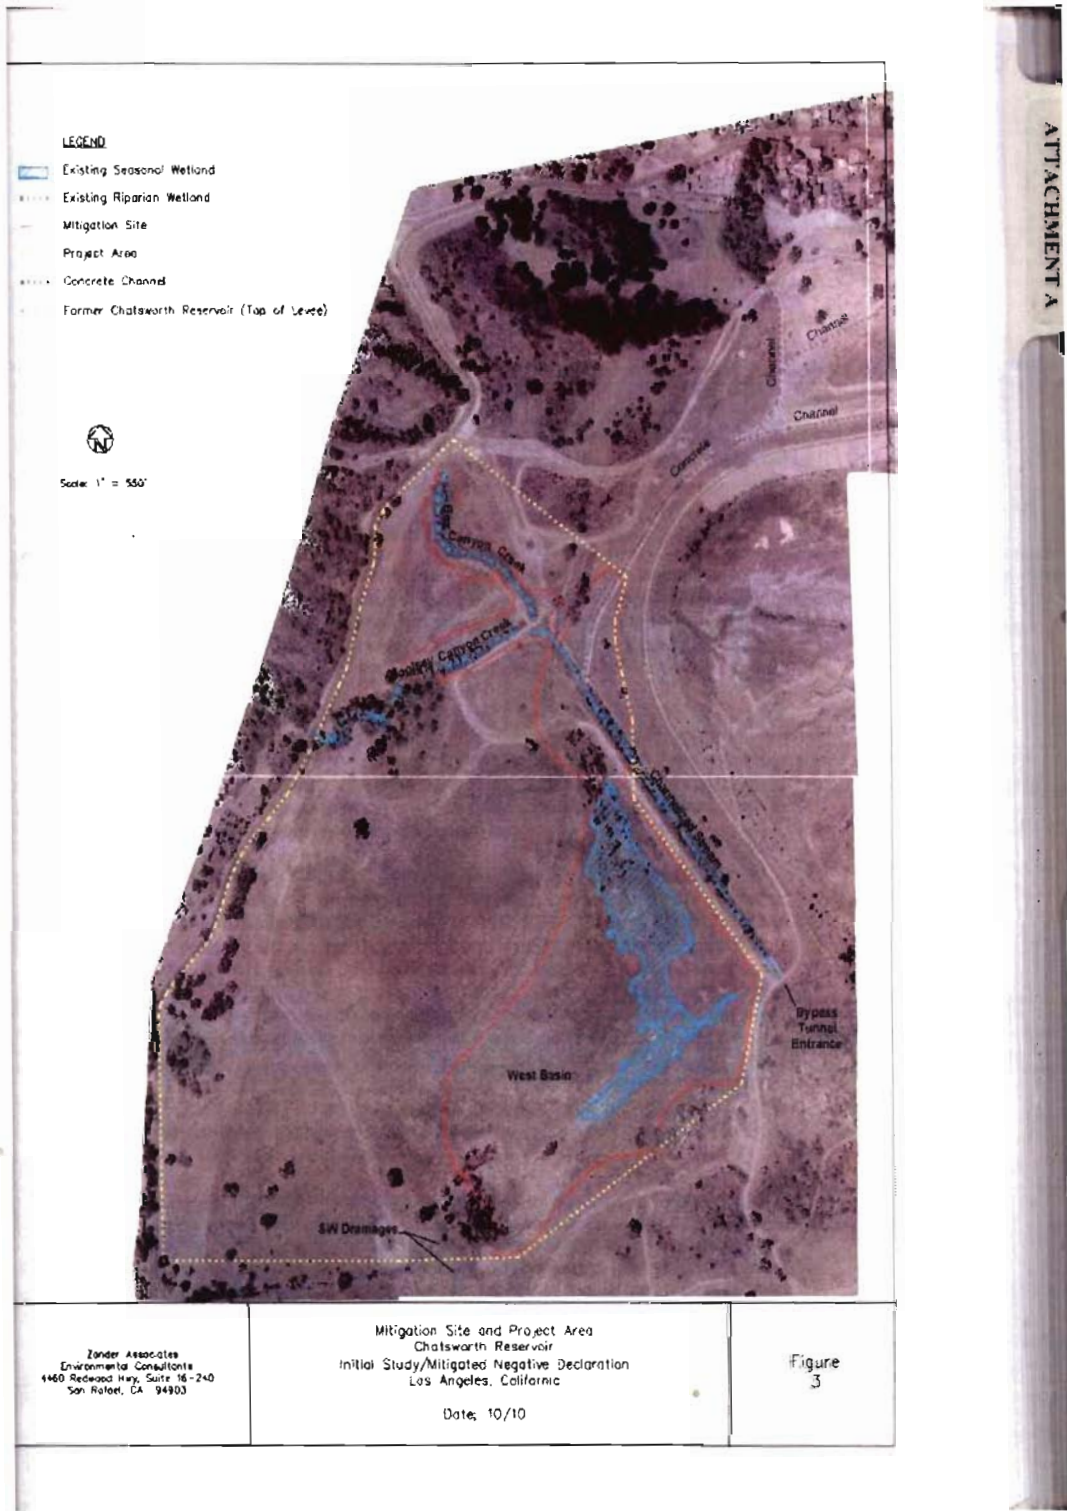 ATTACHMENT A
LEGEND
Existing Seasonal Wetland
Existing Riparian Wetland
Mitigation Site
Project Area
Concrete Channel
Former Chatsworth Reservoir (Top of Levee)
N
Scale: 1" = 550'
Channel
Channel
Channel
Concrete
Canyon Creek
Woolsey Canyon Creek
Bypass
Tunnel
Entrance
West Basin
SW Drainages
Zander Associates
Environmental Consultants
4460 Redwood Hwy, Suite 16-240
San Rafael, CA 94903
Mitigation Site and Project Area
Chatsworth Reservoir
Initial Study/Mitigated Negative Declaration
Los Angeles, California
Date: 10/10
Figure
3